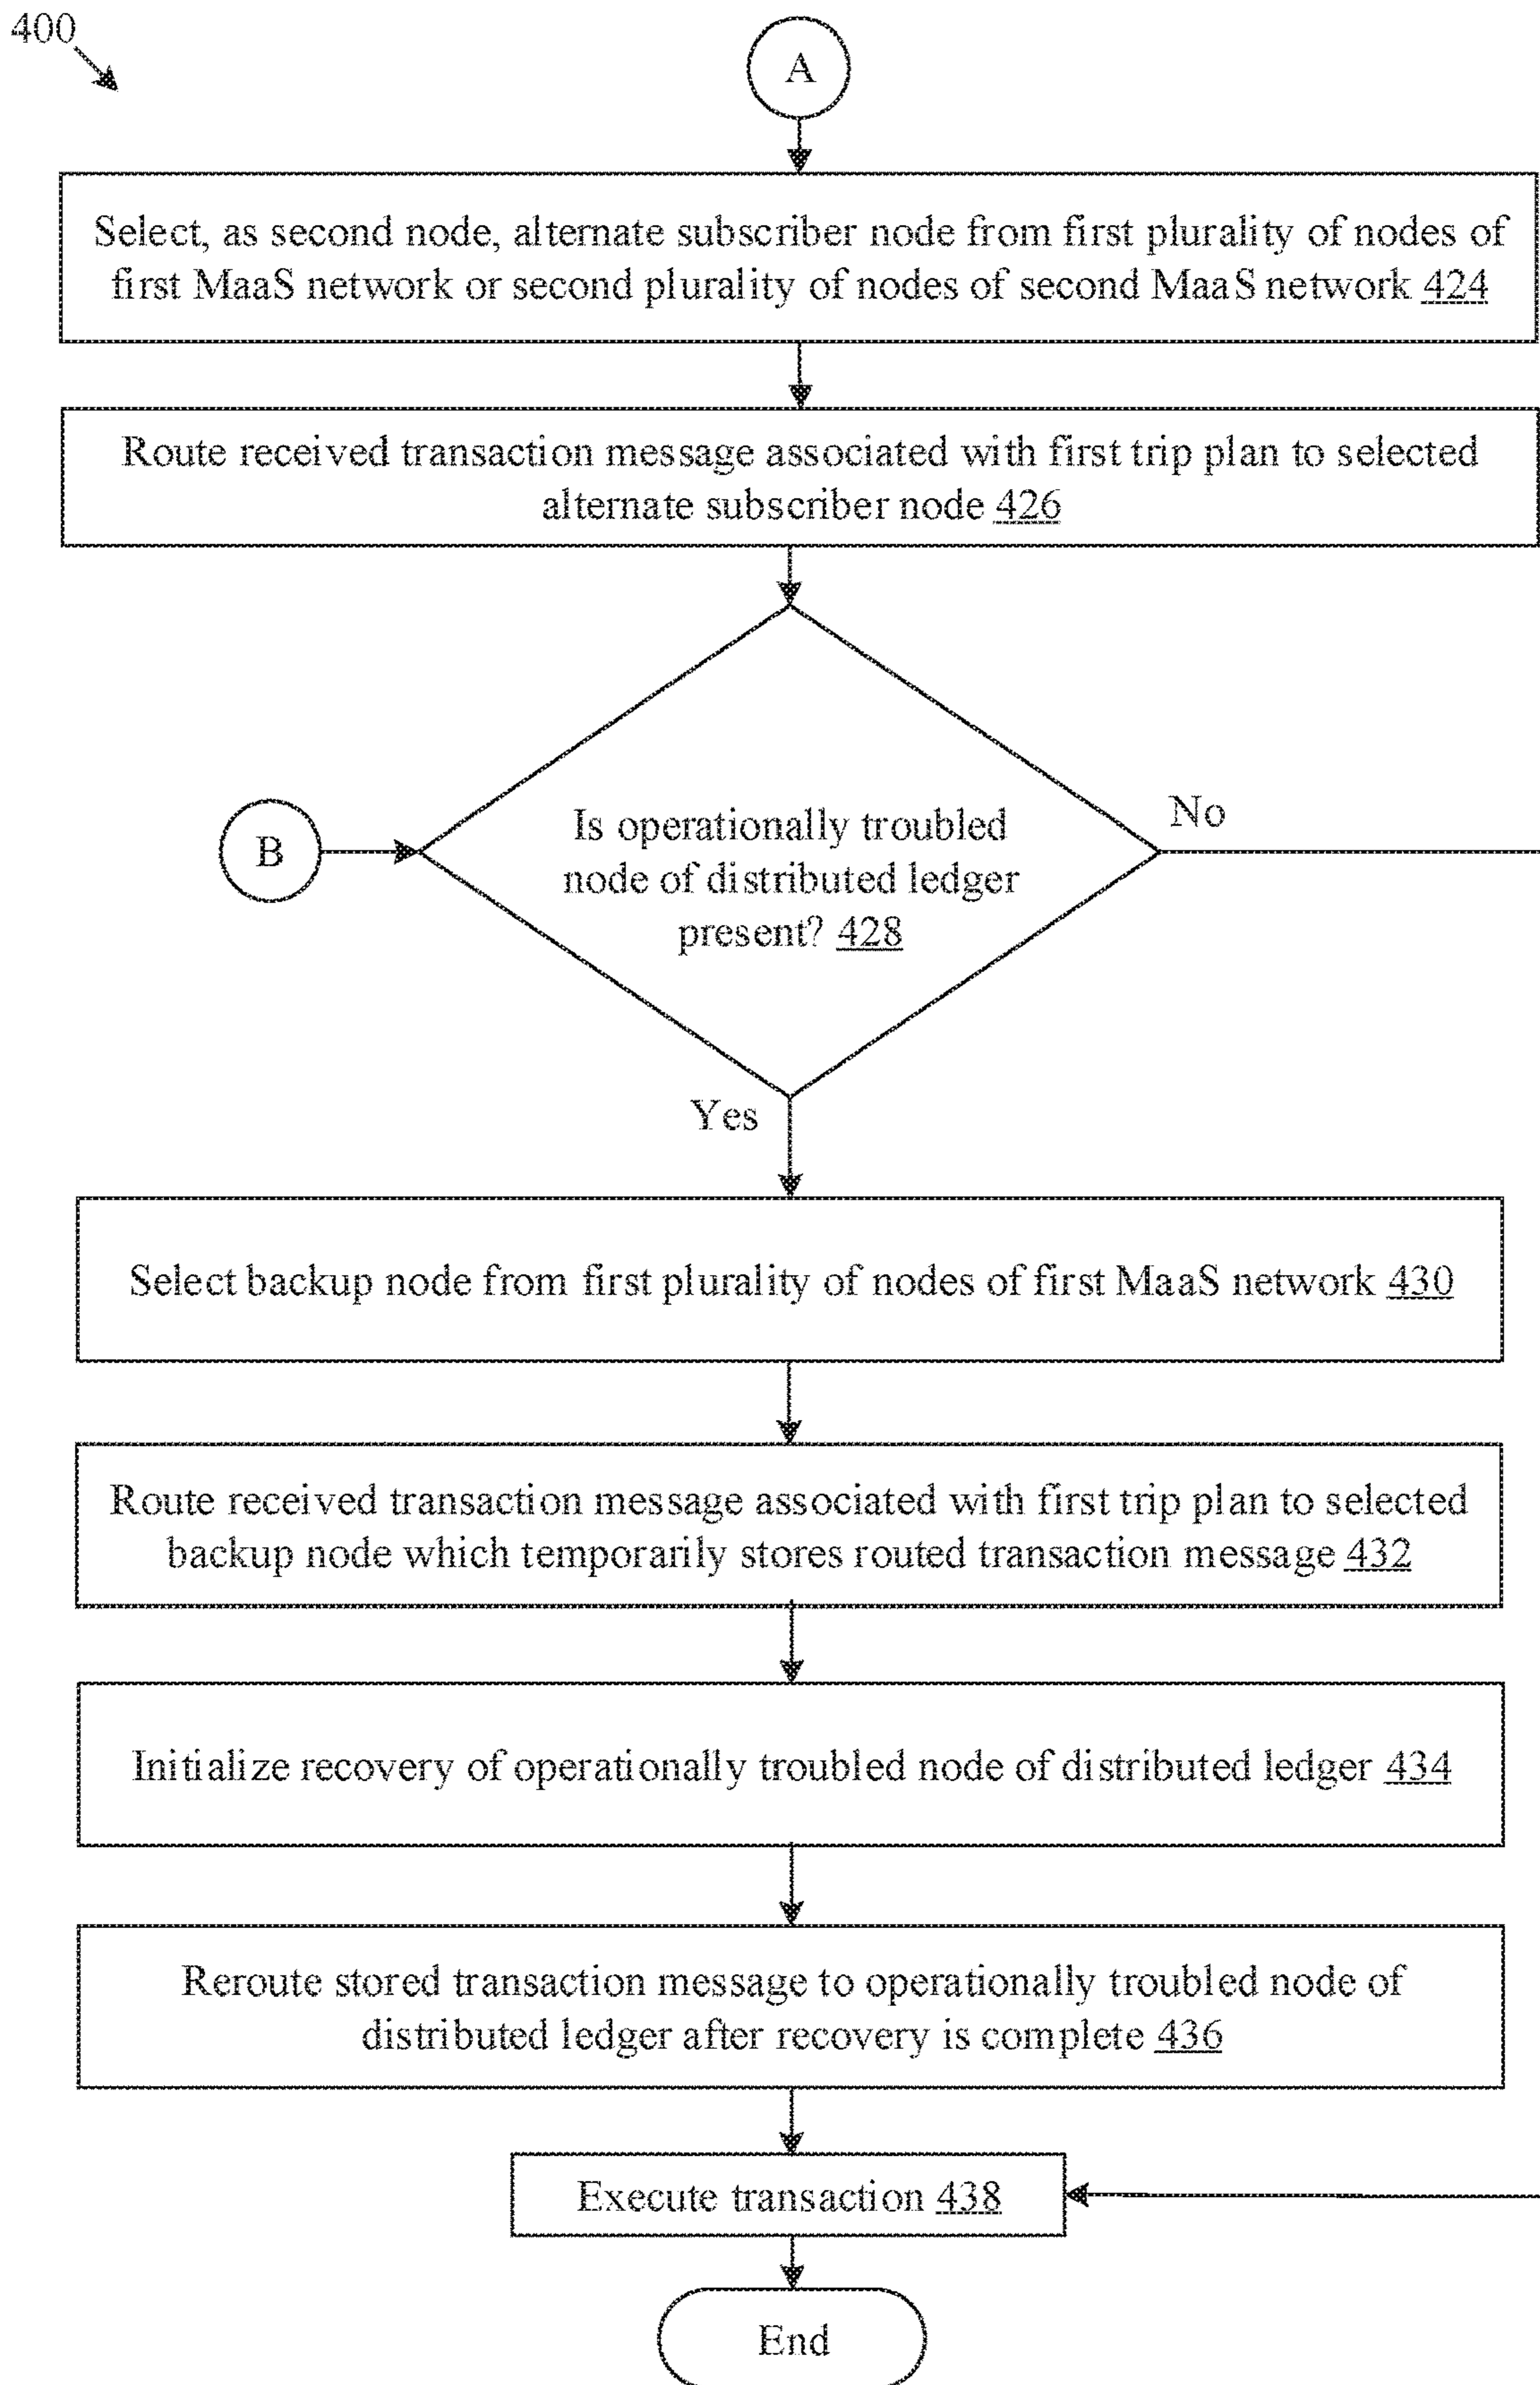 400
A
Select, as second node, alternate subscriber node from first plurality of nodes of
first MaaS network or second plurality of nodes of second MaaS network 424
Route received transaction message associated with first trip plan to selected
alternate subscriber node 426
B
Is operationally troubled
node of distributed ledger
present? 428
No
Yes
Select backup node from first plurality of nodes of first MaaS network 430
Route received transaction message associated with first trip plan to selected
backup node which temporarily stores routed transaction message 432
Initialize recovery of operationally troubled node of distributed ledger 434
Reroute stored transaction message to operationally troubled node of
distributed ledger after recovery is complete 436
Execute transaction 438
End